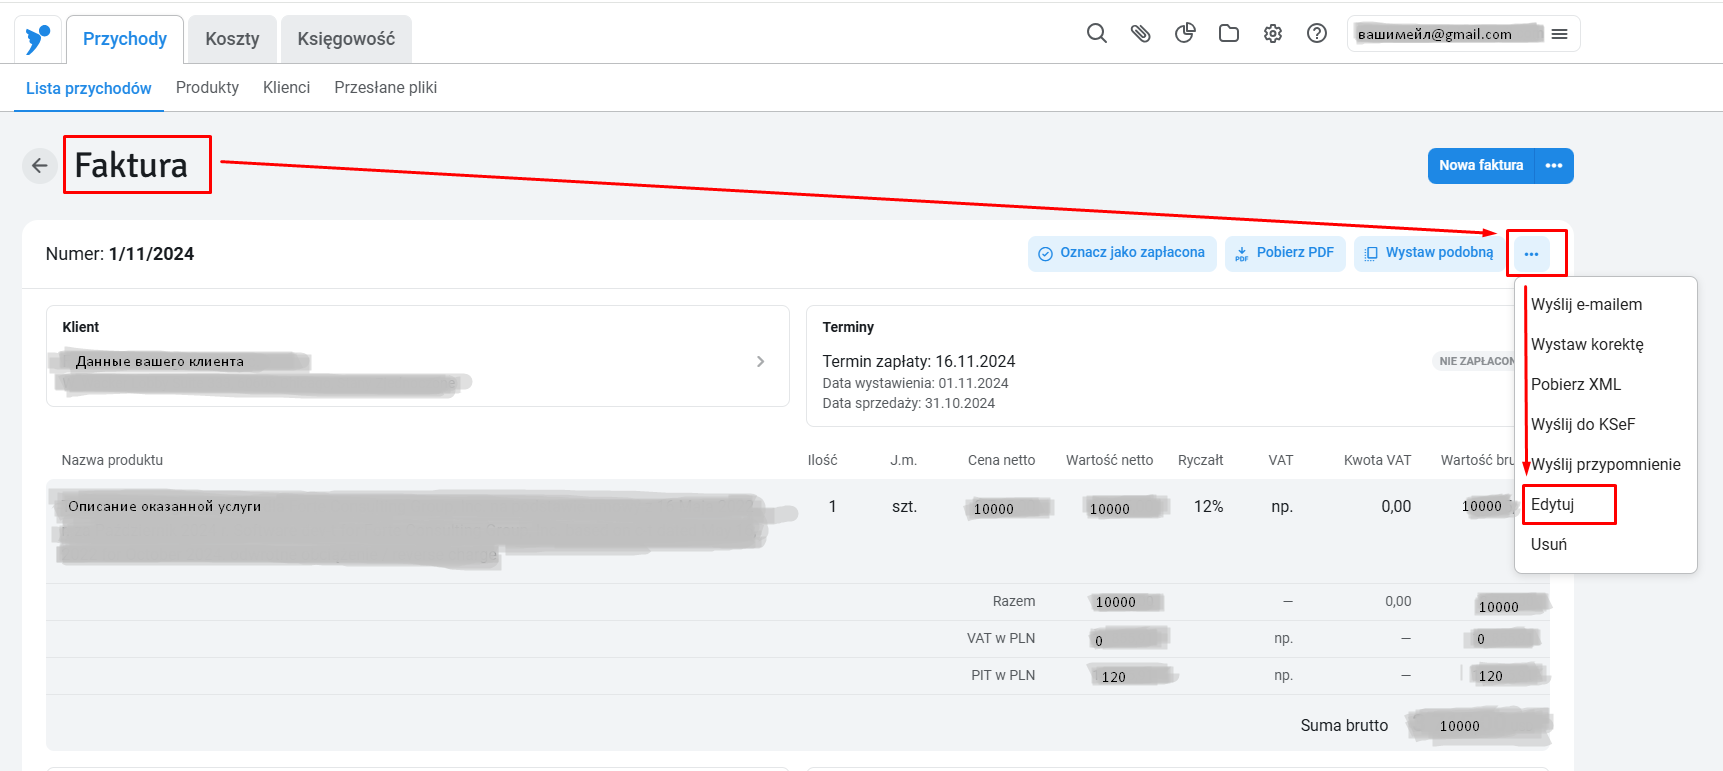 Przychody Koszty Księgowość вашимейл@gmail.com
Lista przychodów Produkty Klienci Przesłane pliki
Faktura
Nowa faktura
Numer: 1/11/2024 Oznacz jako zapłacona PDF Pobierz PDF Wystaw podobną
Klient
Данные вашего клиента
Terminy
Termin zapłaty: 16.11.2024 NIE ZAPŁACON
Data wystawienia: 01.11.2024
Data sprzedaży: 31.10.2024
Wyślij e-mailem
Wystaw korektę
Pobierz XML
Wyślij do KSeF
Wyślij przypomnienie
Edytuj
Usuń
Nazwa produktu Ilość J.m. Cena netto Wartość netto Ryczałt VAT Kwota VAT Wartość bru
Описание оказанной услуги 1 szt. 10000 10000 12% np. 0,00 10000
Razem 10000 — 0,00 10000
VAT w PLN 0 np. — 0
PIT w PLN 120 np. — 120
Suma brutto 10000